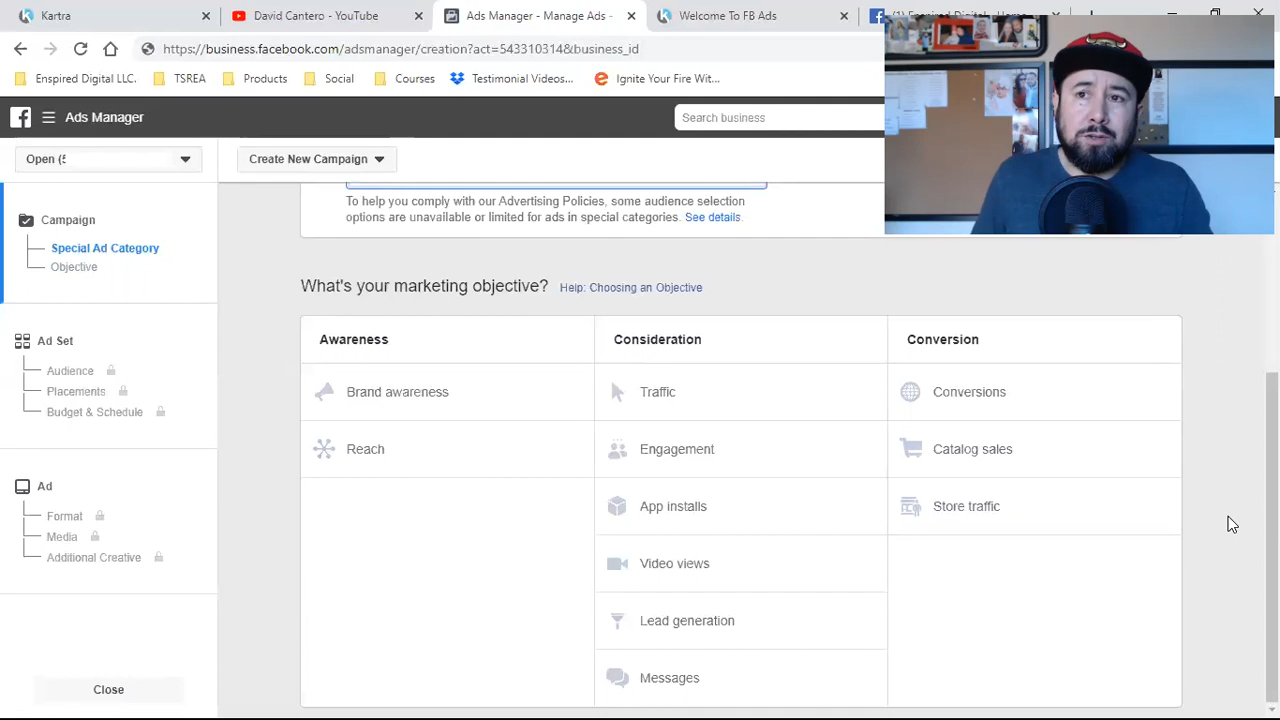 Kartra
David Cantero - YouTube
Ads Manager - Manage Ads -
Welcome To FB Ads
https://business.facebook.com/adsmanager/creation?act=543310314&business_id
Enspired Digital LLC.
TSREA
Products
Social
Courses
Testimonial Videos...
Ignite Your Fire Wit...
Ads Manager
Search business
Open (5
Create New Campaign
To help you comply with our Advertising Policies, some audience selection
options are unavailable or limited for ads in special categories. See details.
Campaign
Special Ad Category
Objective
Ad Set
Audience
Placements
Budget & Schedule
Ad
Format
Media
Additional Creative
Close
What's your marketing objective? Help: Choosing an Objective
Awareness
Brand awareness
Reach
Consideration
Traffic
Engagement
App installs
Video views
Lead generation
Messages
Conversion
Conversions
Catalog sales
Store traffic